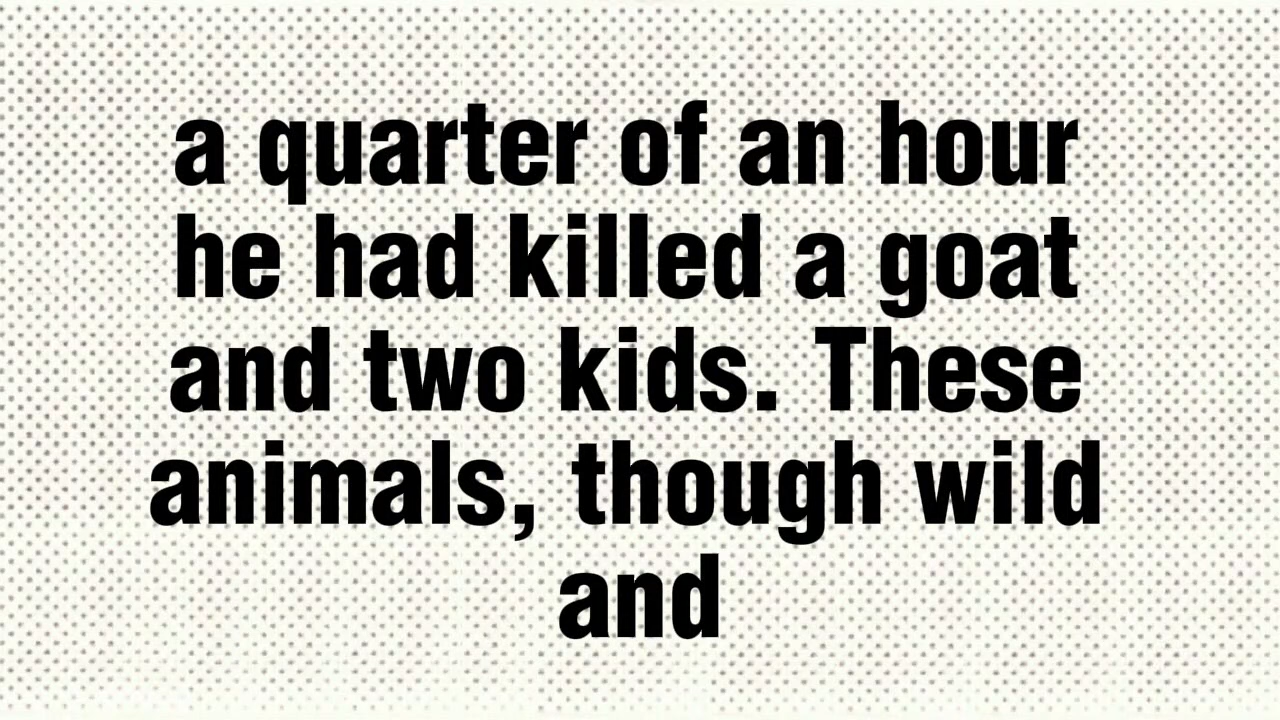 a quarter of an hour
he had killed a goat
and two kids. These
animals, though wild
and